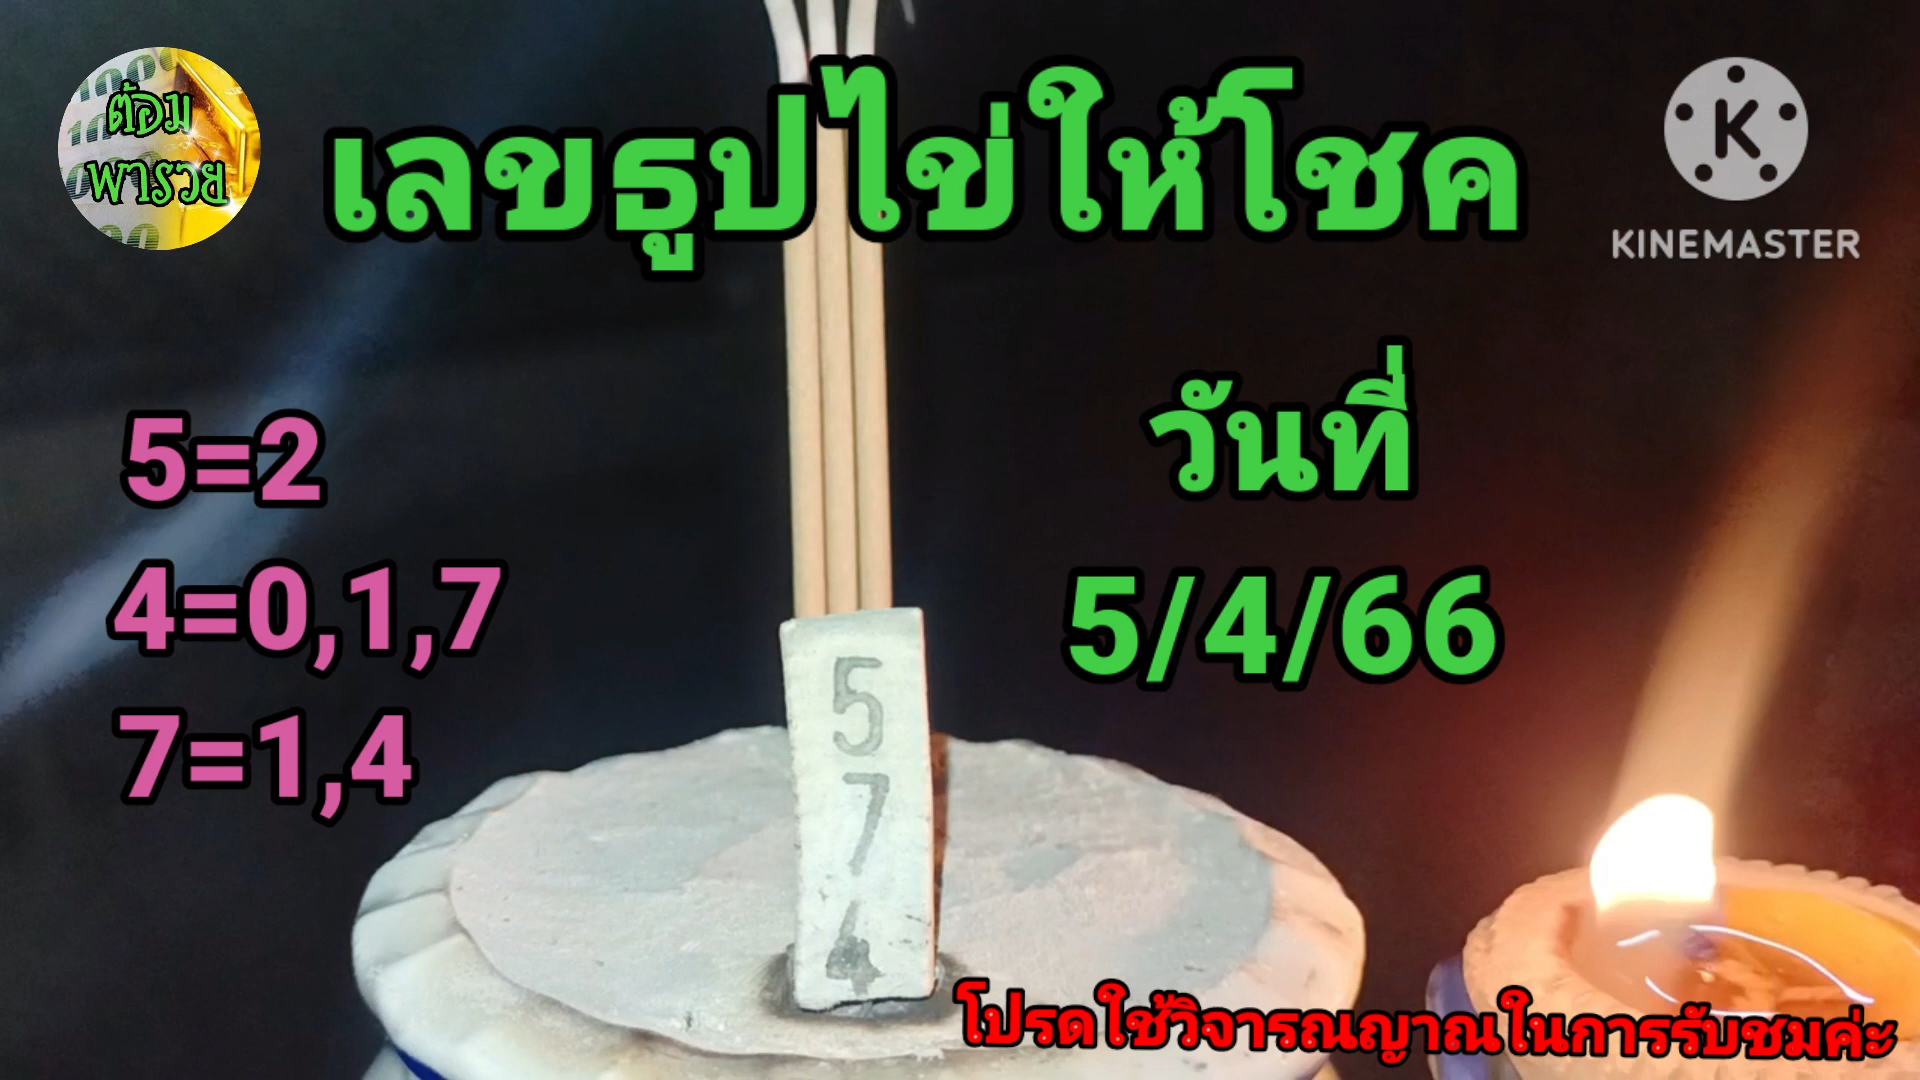 ต้อม
พารวย
เลขธูปไข่ให้โชค
K
KINEMASTER
5=2
4=0,1,7
7=1,4
วันที่
5/4/66
5
7
4
โปรดใช้วิจารณญาณในการรับชมค่ะ